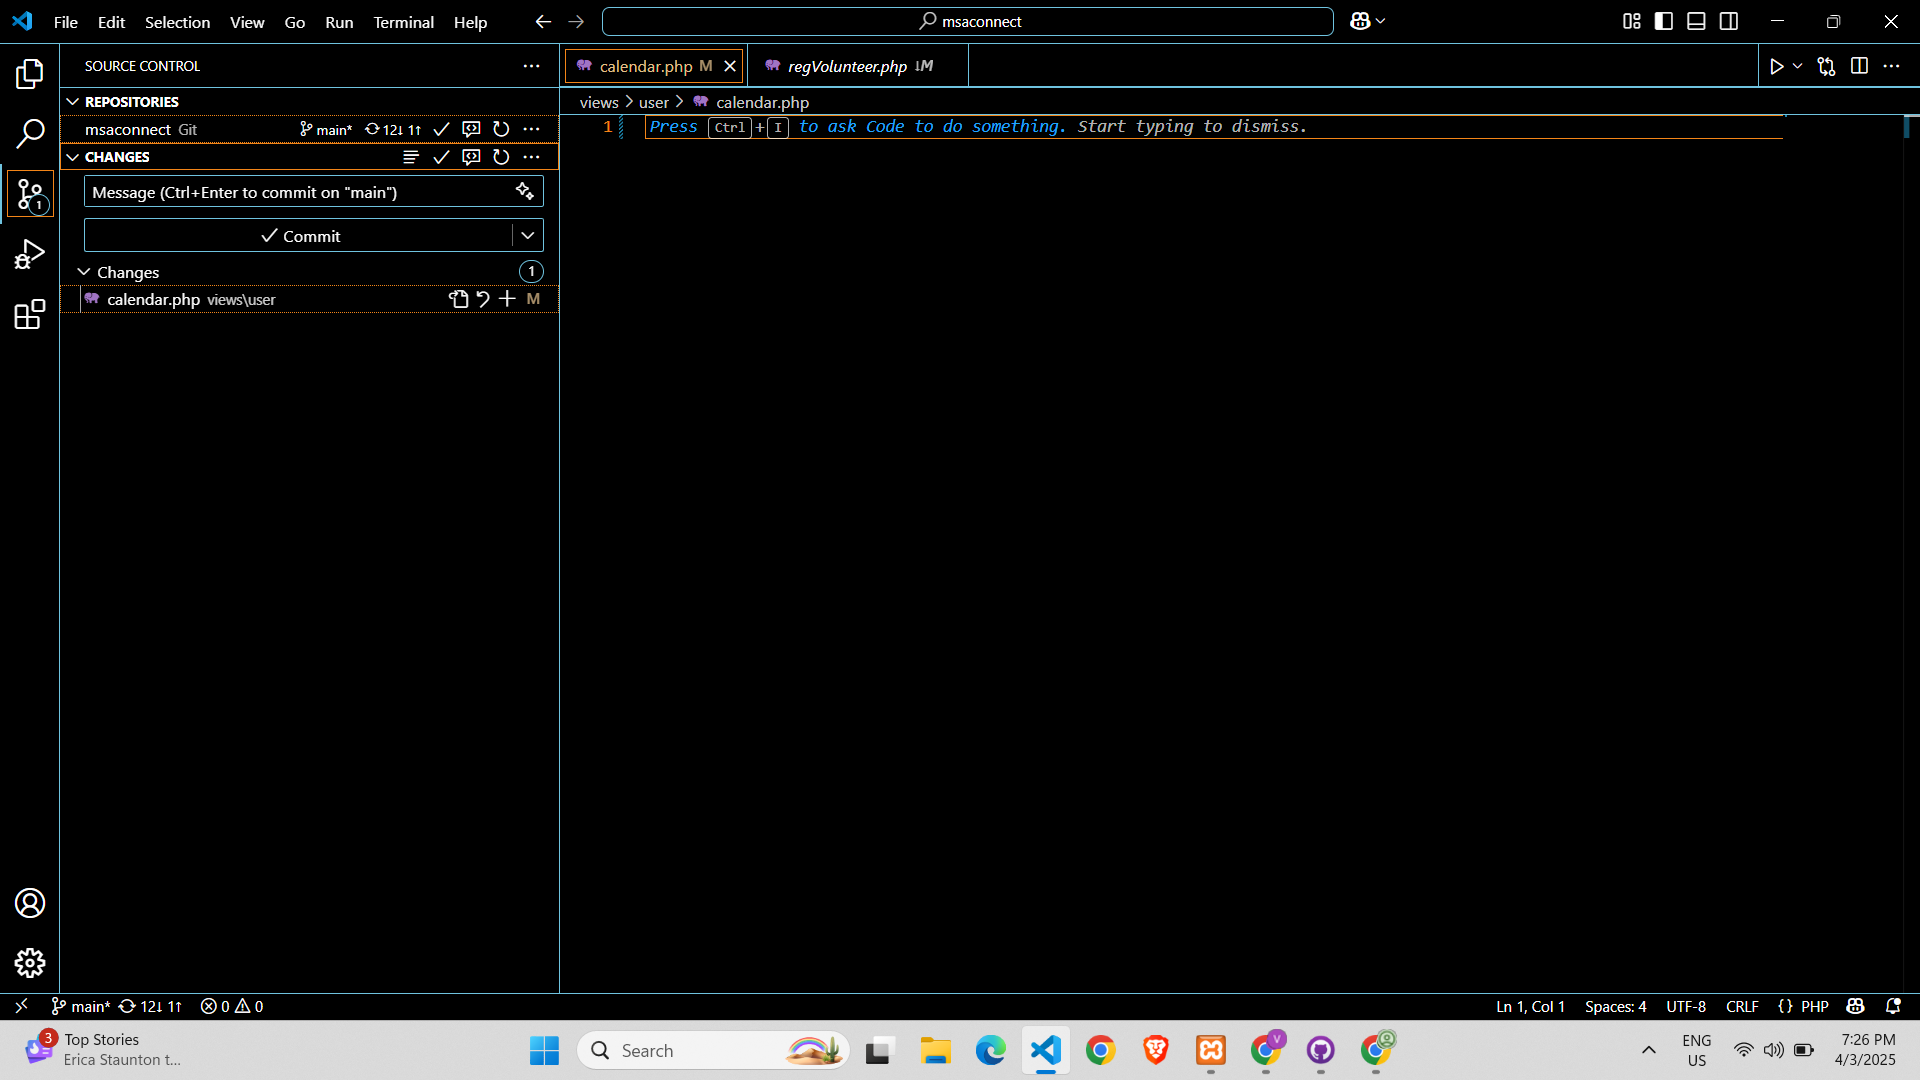 File Edit Selection View Go Run Terminal Help
msaconnect
SOURCE CONTROL
REPOSITORIES
msaconnect Git main* 12↓ 1↑
CHANGES
Message (Ctrl+Enter to commit on "main")
Commit
Changes 1
calendar.php views\user M
1
calendar.php M
regVolunteer.php ↓M
views > user > calendar.php
1 Press Ctrl + I to ask Code to do something. Start typing to dismiss.
main* 12↓ 1↑ 0 0
Ln 1, Col 1 Spaces: 4 UTF-8 CRLF {} PHP
3
Top Stories
Erica Staunton t...
Search
V
ENG
US
7:26 PM
4/3/2025